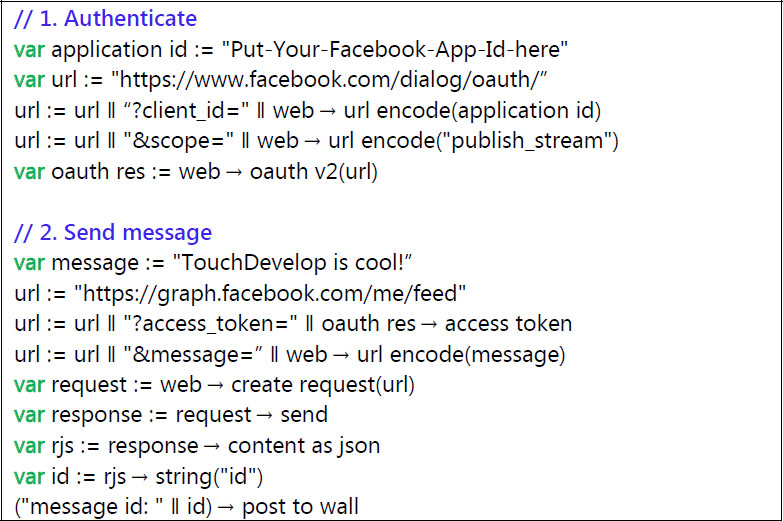 // 1. Authenticate
var application id := "Put-Your-Facebook-App-Id-here"
var url := "https://www.facebook.com/dialog/oauth/”
url := url ∥ “?client_id=" ∥ web → url encode(application id)
url := url ∥ "&scope=" ∥ web → url encode("publish_stream")
var oauth res := web → oauth v2(url)
// 2. Send message
var message := "TouchDevelop is cool!”
url := "https://graph.facebook.com/me/feed"
url := url ∥ "?access_token=" ∥ oauth res → access token
url := url ∥ "&message=” ∥ web → url encode(message)
var request := web → create request(url)
var response := request → send
var rjs := response → content as json
var id := rjs → string("id")
("message id: " ∥ id) → post to wall